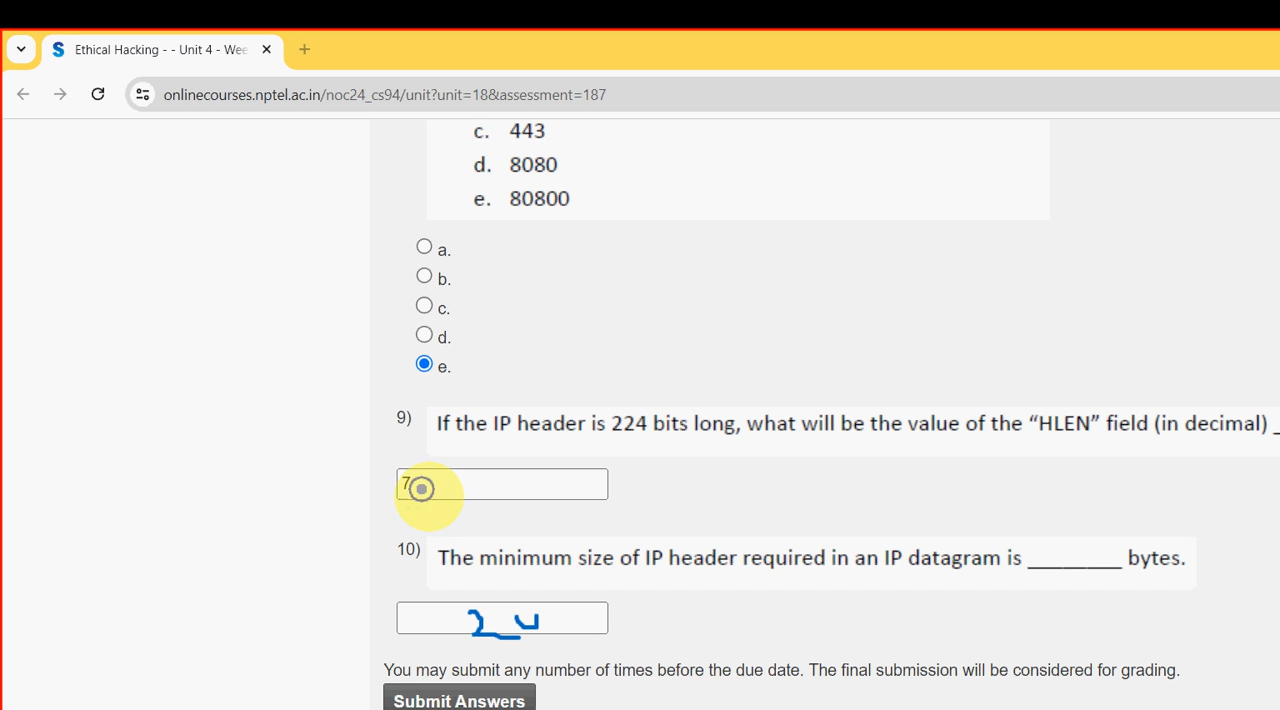 Ethical Hacking - - Unit 4 - Wee
onlinecourses.nptel.ac.in/noc24_cs94/unit?unit=18&assessment=187
c. 443
d. 8080
e. 80800
a.
b.
c.
d.
e.
9) If the IP header is 224 bits long, what will be the value of the “HLEN” field (in decimal) _
7
10) The minimum size of IP header required in an IP datagram is ________ bytes.
You may submit any number of times before the due date. The final submission will be considered for grading.
Submit Answers